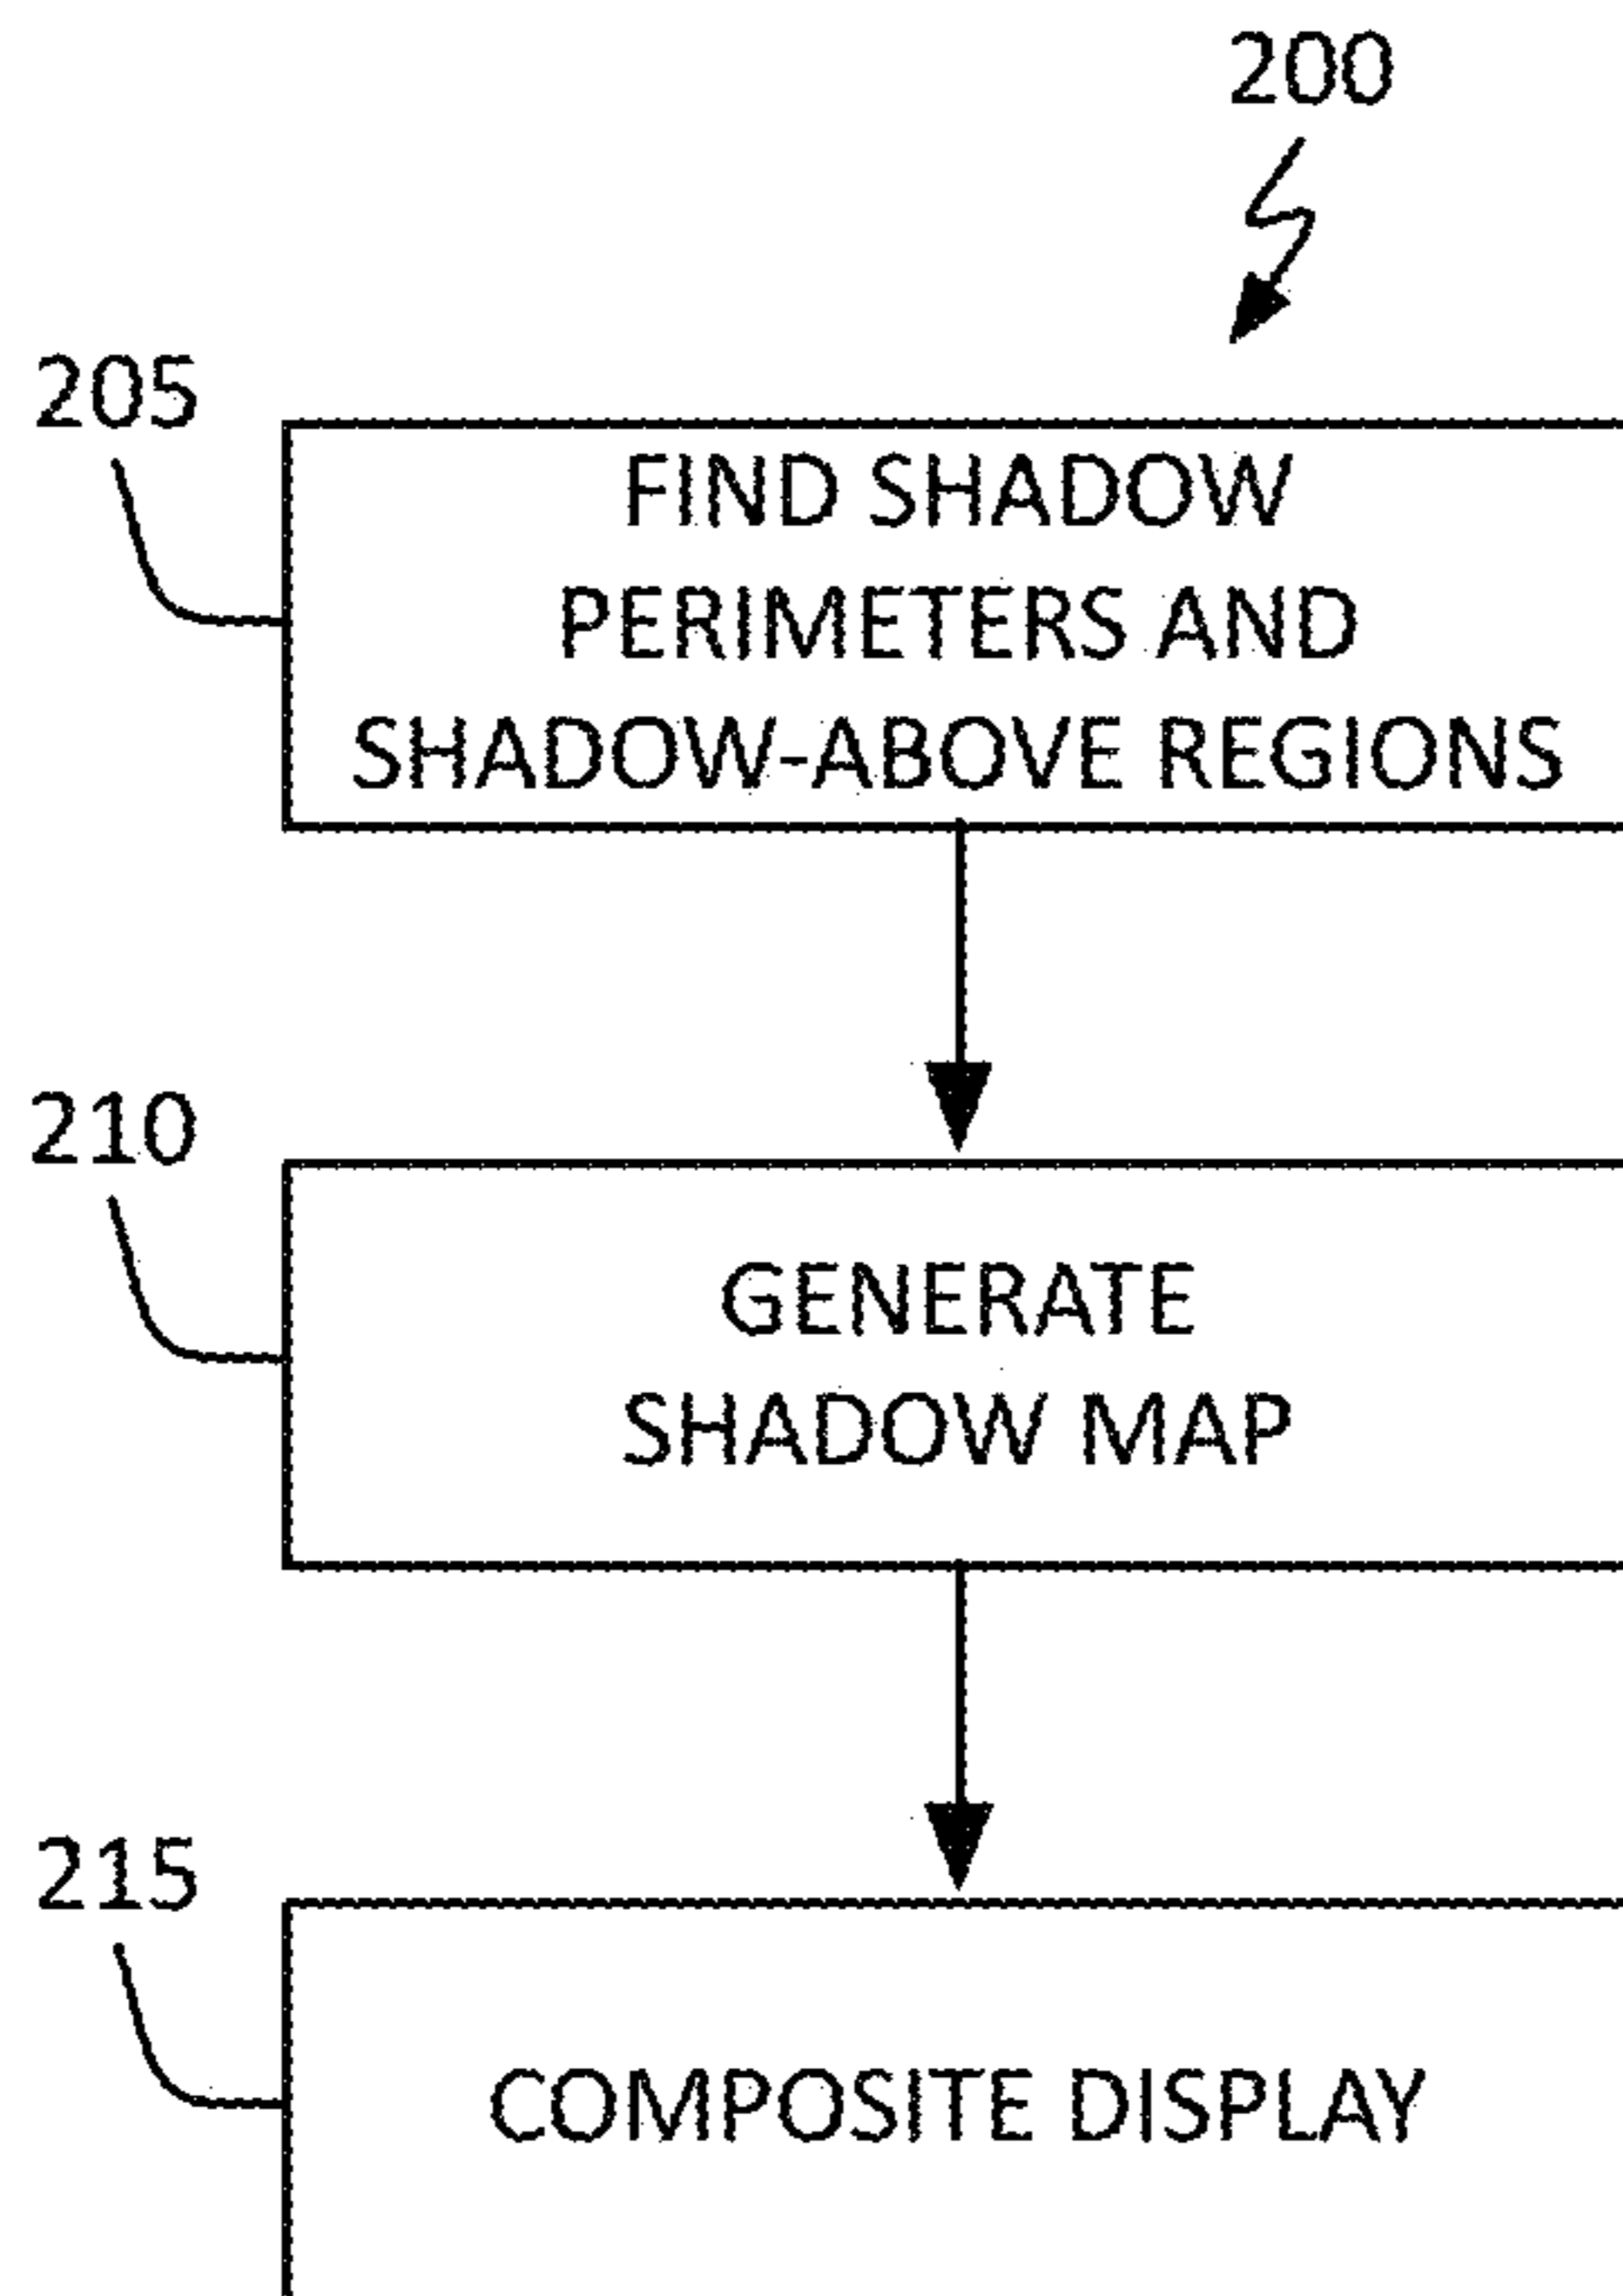 200
205
FIND SHADOW
PERIMETERS AND
SHADOW-ABOVE REGIONS
210
GENERATE
SHADOW MAP
215
COMPOSITE DISPLAY